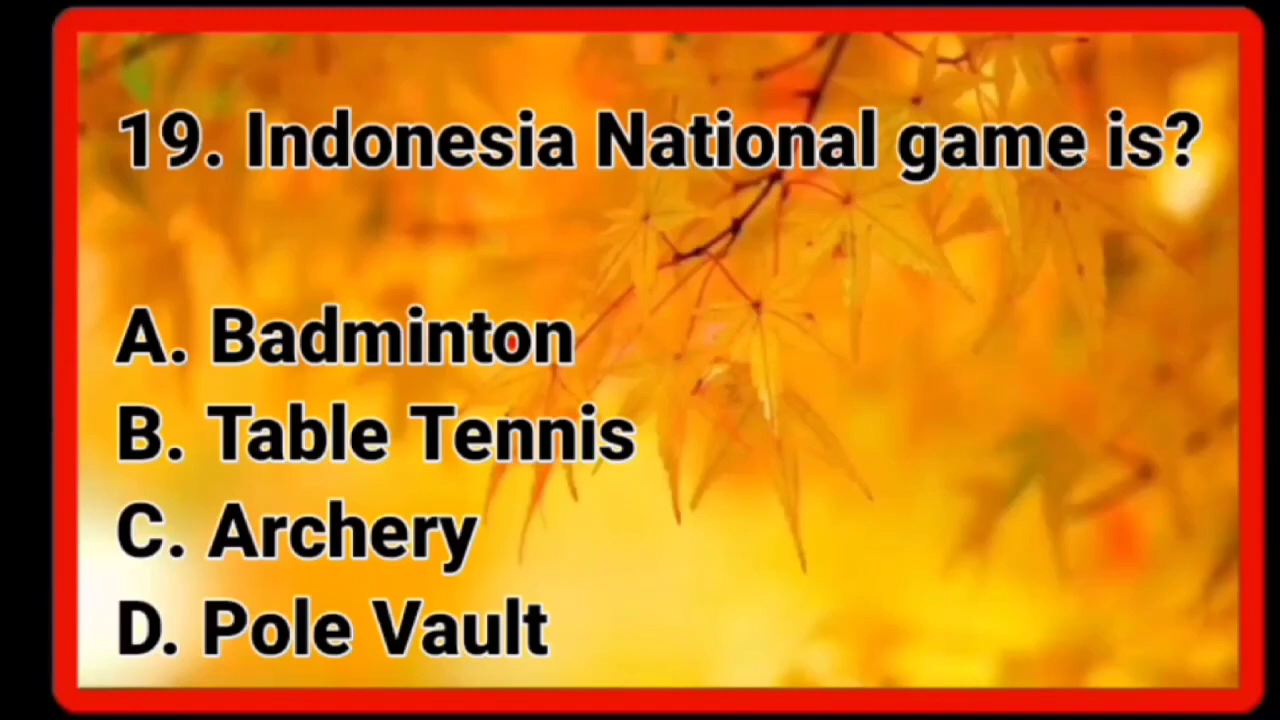 19. Indonesia National game is?
A. Badminton
B. Table Tennis
C. Archery
D. Pole Vault